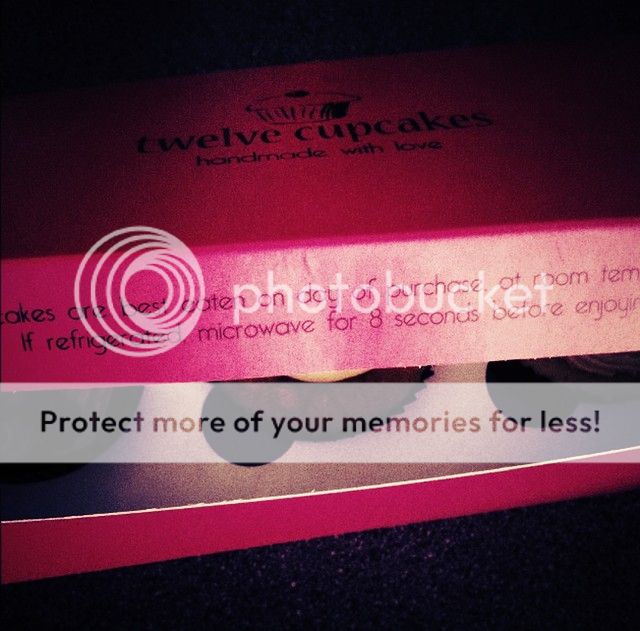 twelve cupcakes
handmade with love
cakes are best eaten on day of purchase, at room tem
photobucket
If refrigerated, microwave for 8 seconds before enjoyin
Protect more of your memories for less!